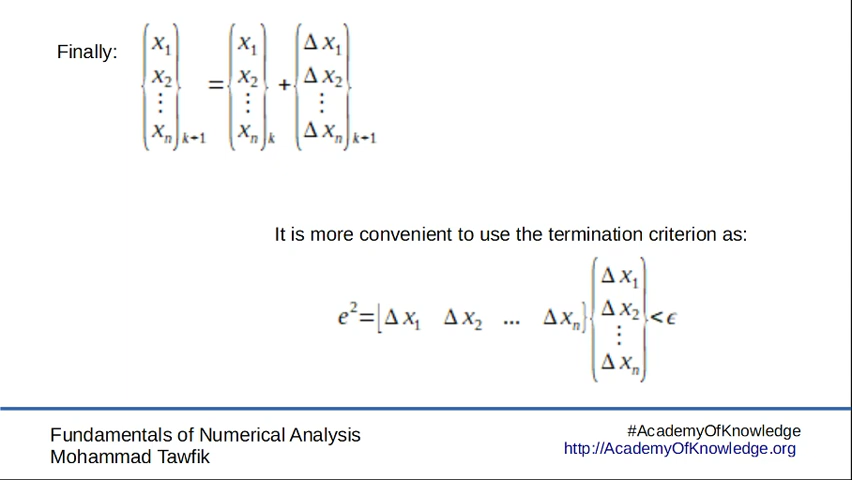 Finally: {x₁ x₂ ⋮ xₙ}ₖ₊₁ = {x₁ x₂ ⋮ xₙ}ₖ + {Δx₁ Δx₂ ⋮ Δxₙ}ₖ₊₁
It is more convenient to use the termination criterion as:
e²=⌊Δx₁ Δx₂ ... Δxₙ⌋{Δx₁ Δx₂ ⋮ Δxₙ}<ϵ
Fundamentals of Numerical Analysis
Mohammad Tawfik
#AcademyOfKnowledge
http://AcademyOfKnowledge.org